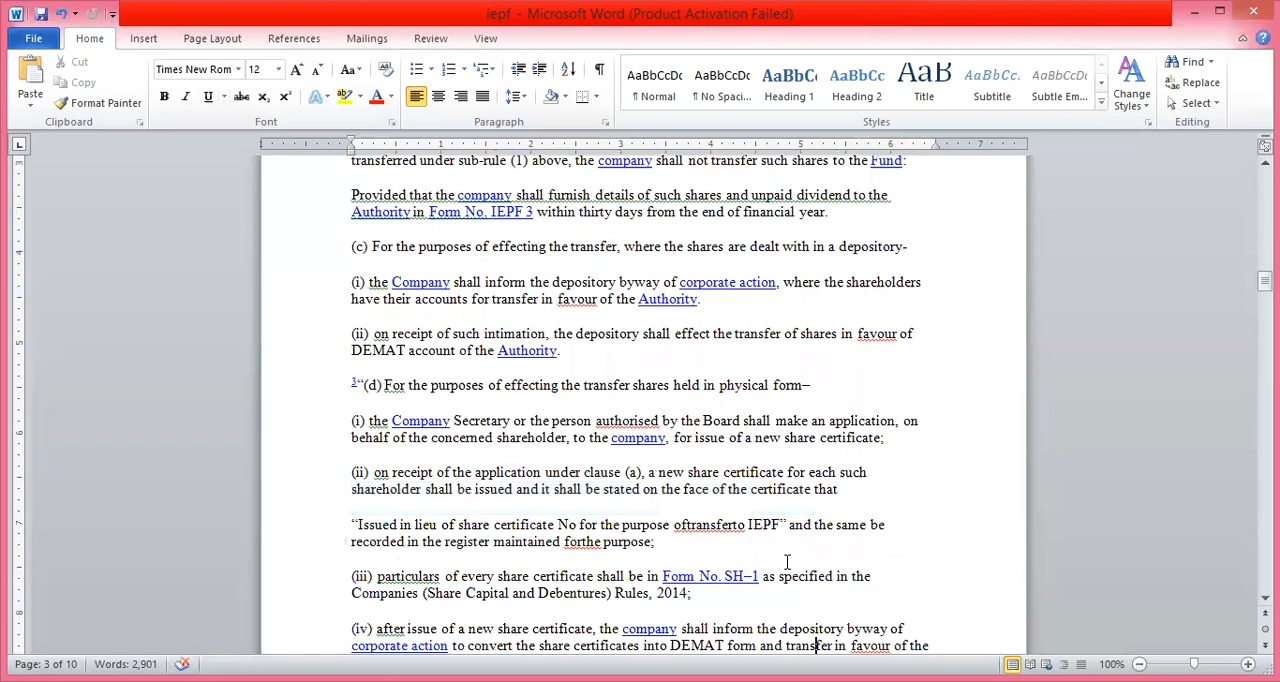 iepf - Microsoft Word (Product Activation Failed)
File Home Insert Page Layout References Mailings Review View
Paste Cut Copy Format Painter
Times New Rom 12
AaBbCcDc AaBbCcDc AaBbCc AaBbCc AaB AaBbCc. AaBbCcDc
¶ Normal ¶ No Spaci... Heading 1 Heading 2 Title Subtitle Subtle Em...
Change Styles
Find Replace Select
Clipboard Font Paragraph Styles Editing
transferred under sub-rule (1) above, the company shall not transfer such shares to the Fund:
Provided that the company shall furnish details of such shares and unpaid dividend to the
Authority in Form No. IEPF 3 within thirty days from the end of financial year.
(c) For the purposes of effecting the transfer, where the shares are dealt with in a depository-
(i) the Company shall inform the depository byway of corporate action, where the shareholders
have their accounts for transfer in favour of the Authority.
(ii) on receipt of such intimation, the depository shall effect the transfer of shares in favour of
DEMAT account of the Authority.
3“(d) For the purposes of effecting the transfer shares held in physical form–
(i) the Company Secretary or the person authorised by the Board shall make an application, on
behalf of the concerned shareholder, to the company, for issue of a new share certificate;
(ii) on receipt of the application under clause (a), a new share certificate for each such
shareholder shall be issued and it shall be stated on the face of the certificate that
“Issued in lieu of share certificate No for the purpose oftransferto IEPF” and the same be
recorded in the register maintained forthe purpose;
(iii) particulars of every share certificate shall be in Form No. SH–1 as specified in the
Companies (Share Capital and Debentures) Rules, 2014;
(iv) after issue of a new share certificate, the company shall inform the depository byway of
corporate action to convert the share certificates into DEMAT form and transfer in favour of the
Page: 3 of 10 Words: 2,901 100%